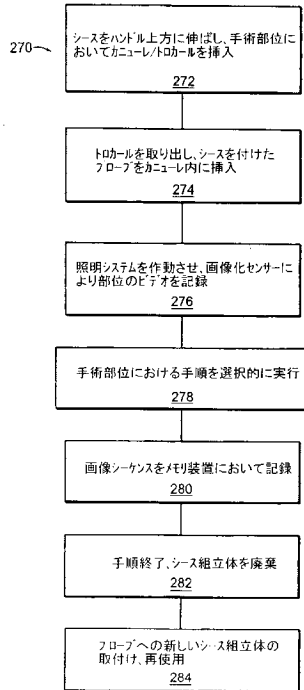 270
シースをハンドル上方に伸ばし、手術部位に
おいてカニューレ/トロカールを挿入
272
トロカールを取り出し、シースを付けた
プローブをカニューレ内に挿入
274
照明システムを作動させ、画像化センサーに
より部位のビデオを記録
276
手術部位における手順を選択的に実行
278
画像シーケンスをメモリ装置において記録
280
手順終了、シース組立体を廃棄
282
プローブへの新しいシース組立体の
取付け、再使用
284